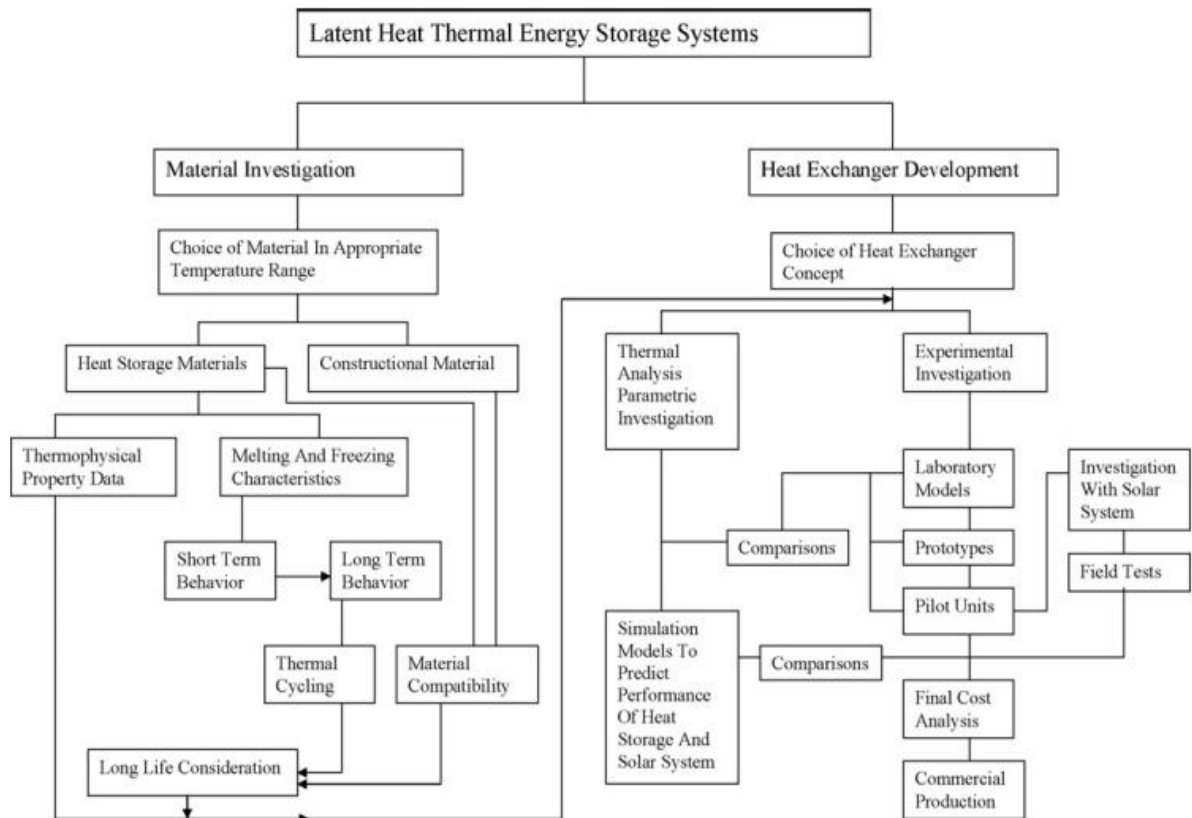 Latent Heat Thermal Energy Storage Systems
Material Investigation
Heat Exchanger Development
Choice of Material In Appropriate
Temperature Range
Choice of Heat Exchanger
Concept
Heat Storage Materials
Constructional Material
Thermal
Analysis
Parametric
Investigation
Experimental
Investigation
Thermophysical
Property Data
Melting And Freezing
Characteristics
Laboratory
Models
Investigation
With Solar
System
Short Term
Behavior
Long Term
Behavior
Comparisons
Prototypes
Field Tests
Pilot Units
Thermal
Cycling
Material
Compatibility
Simulation
Models To
Predict
Performance
Of Heat
Storage And
Solar System
Comparisons
Final Cost
Analysis
Long Life Consideration
Commercial
Production